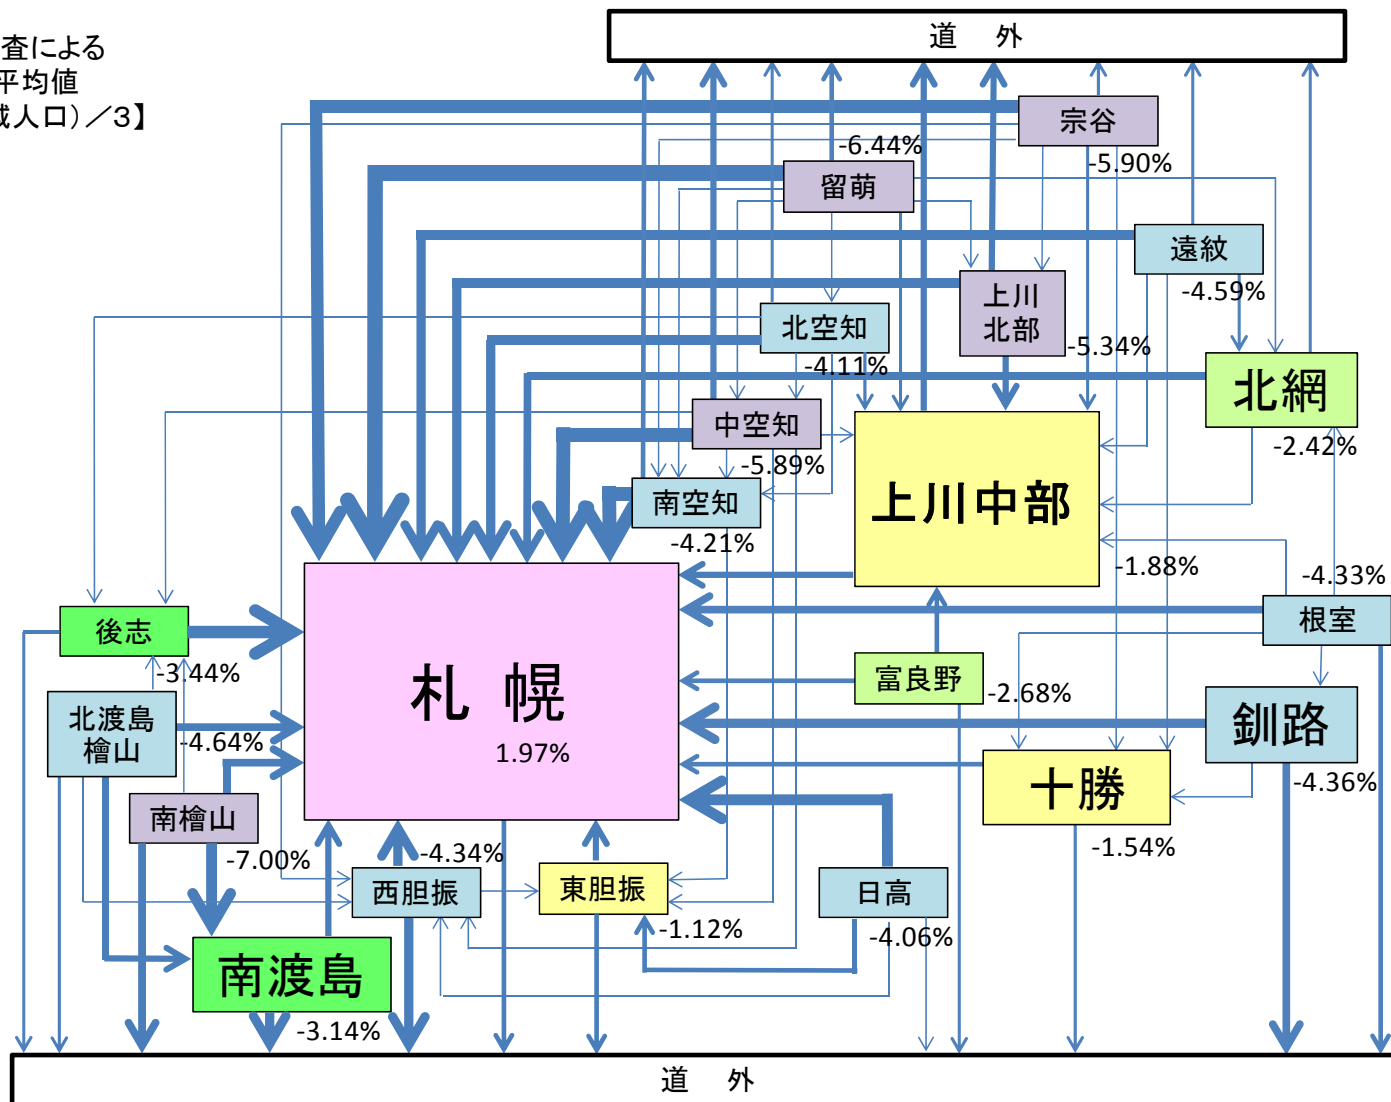 道 外
査による
平均値
域人口)／3】
宗谷
-5.90%
-6.44%
留萌
遠紋
-4.59%
上川
北部
-5.34%
北空知
-4.11%
北網
-2.42%
中空知
-5.89%
上川中部
-1.88%
南空知
-4.21%
-4.33%
根室
後志
-3.44%
札 幌
1.97%
富良野
-2.68%
北渡島
檜山
-4.64%
釧路
-4.36%
十勝
-1.54%
南檜山
-7.00%
-4.34%
西胆振
東胆振
-1.12%
日高
-4.06%
南渡島
-3.14%
道 外